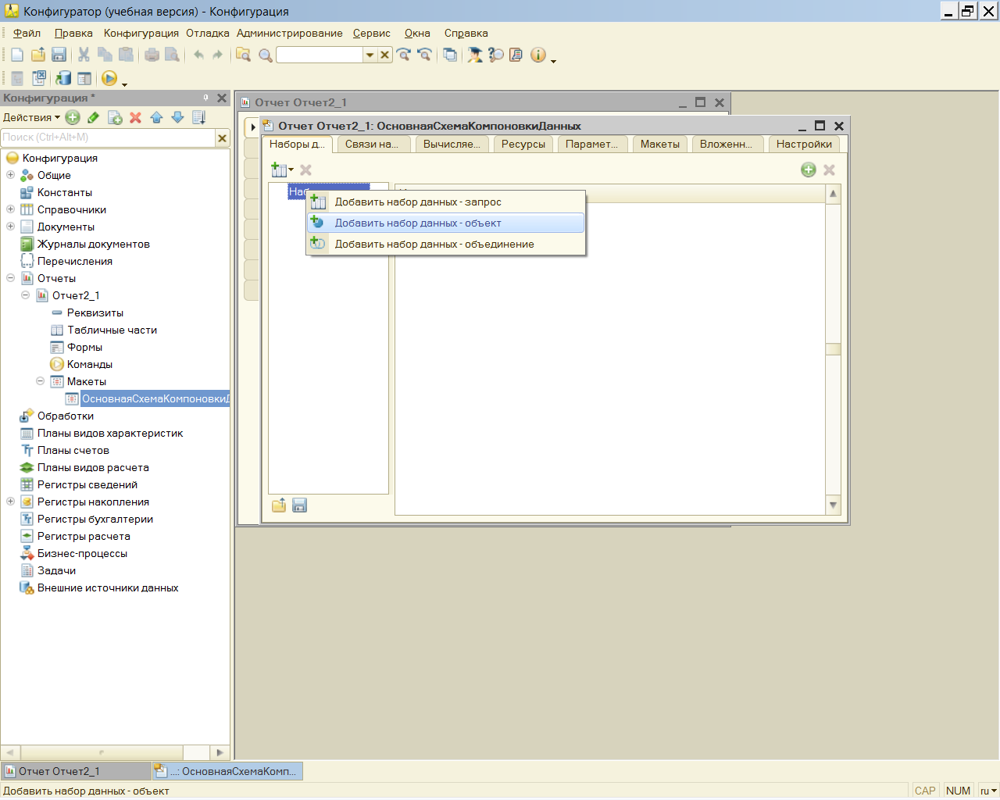 Конфигуратор (учебная версия) - Конфигурация
Файл Правка Конфигурация Отладка Администрирование Сервис Окна Справка
Конфигурация *
Действия
Поиск (Ctrl+Alt+M)
Конфигурация
Общие
Константы
Справочники
Документы
Журналы документов
Перечисления
Отчеты
Отчет2_1
Реквизиты
Табличные части
Формы
Команды
Макеты
ОсновнаяСхемаКомпоновки
Обработки
Планы видов характеристик
Планы счетов
Планы видов расчета
Регистры сведений
Регистры накопления
Регистры бухгалтерии
Регистры расчета
Бизнес-процессы
Задачи
Внешние источники данных
Отчет Отчет2_1
Отчет Отчет2_1: ОсновнаяСхемаКомпоновкиДанных
Наборы д... Связи на... Вычисляе... Ресурсы Парамет... Макеты Вложенн... Настройки
Добавить набор данных - запрос
Добавить набор данных - объект
Добавить набор данных - объединение
Отчет Отчет2_1 ...: ОсновнаяСхемаКомп...
Добавить набор данных - объект CAP NUM ru